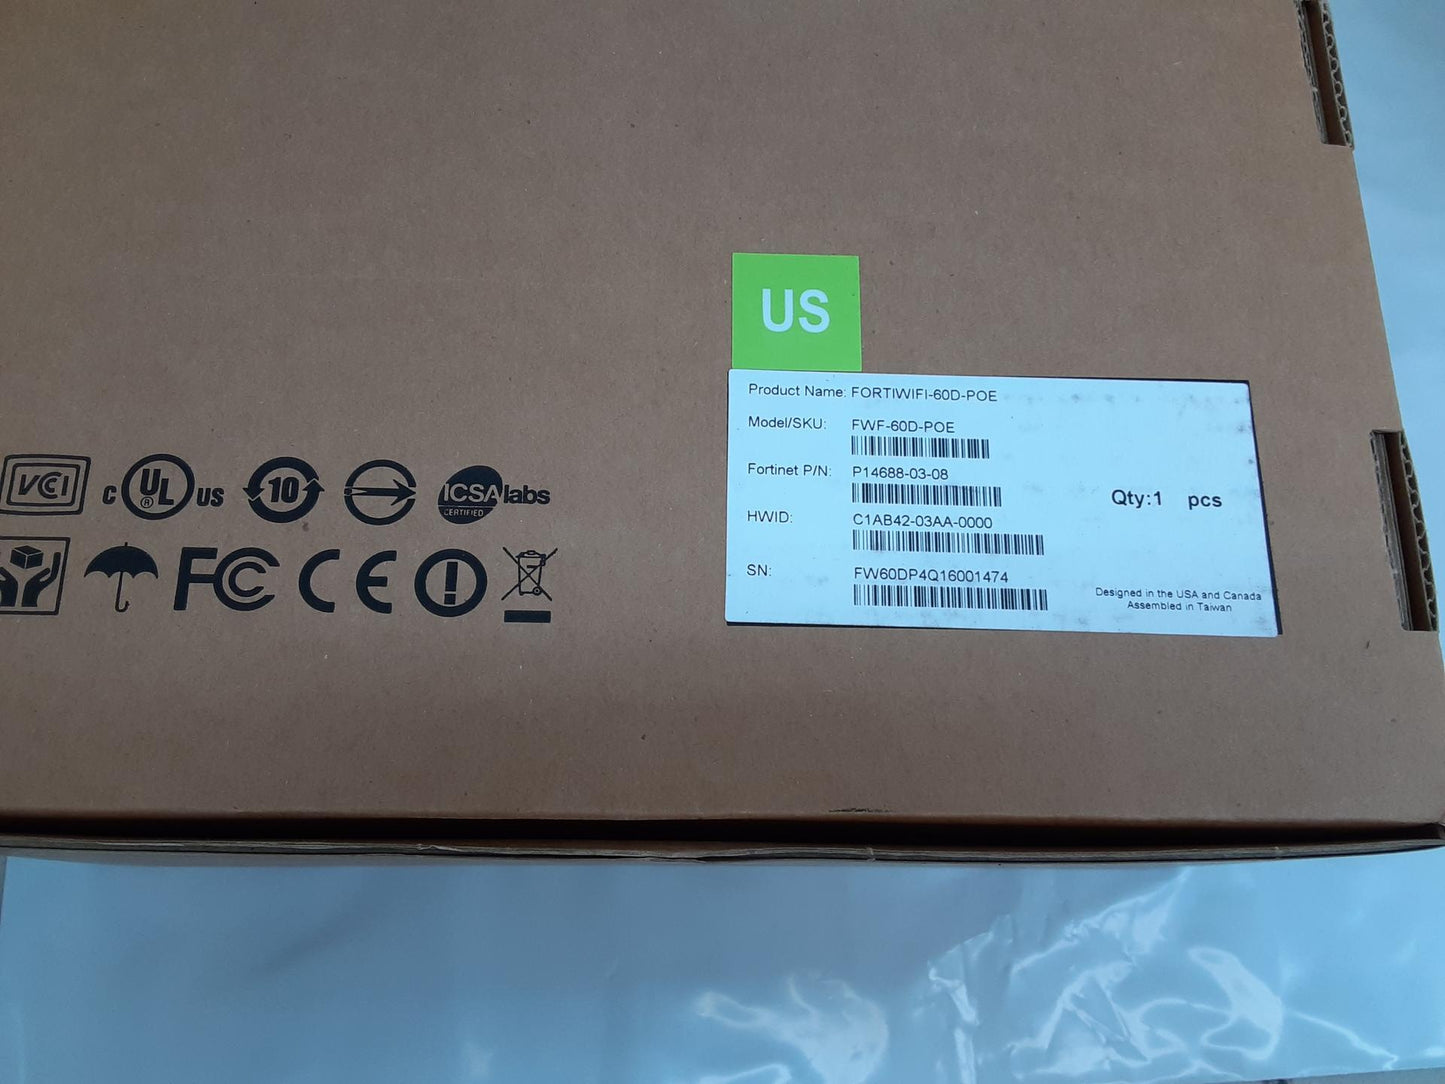 US
Product Name: FORTIWIFI-60D-POE
Model/SKU: FWF-60D-POE
Fortinet P/N: P14688-03-08
HWID: C1AB42-03AA-0000
SN: FW60DP4Q16001474
Qty:1 pcs
Designed in the USA and Canada
Assembled in Taiwan
VCI
C UL US
®
10
ICSAlabs
CERTIFIED
FC
CE